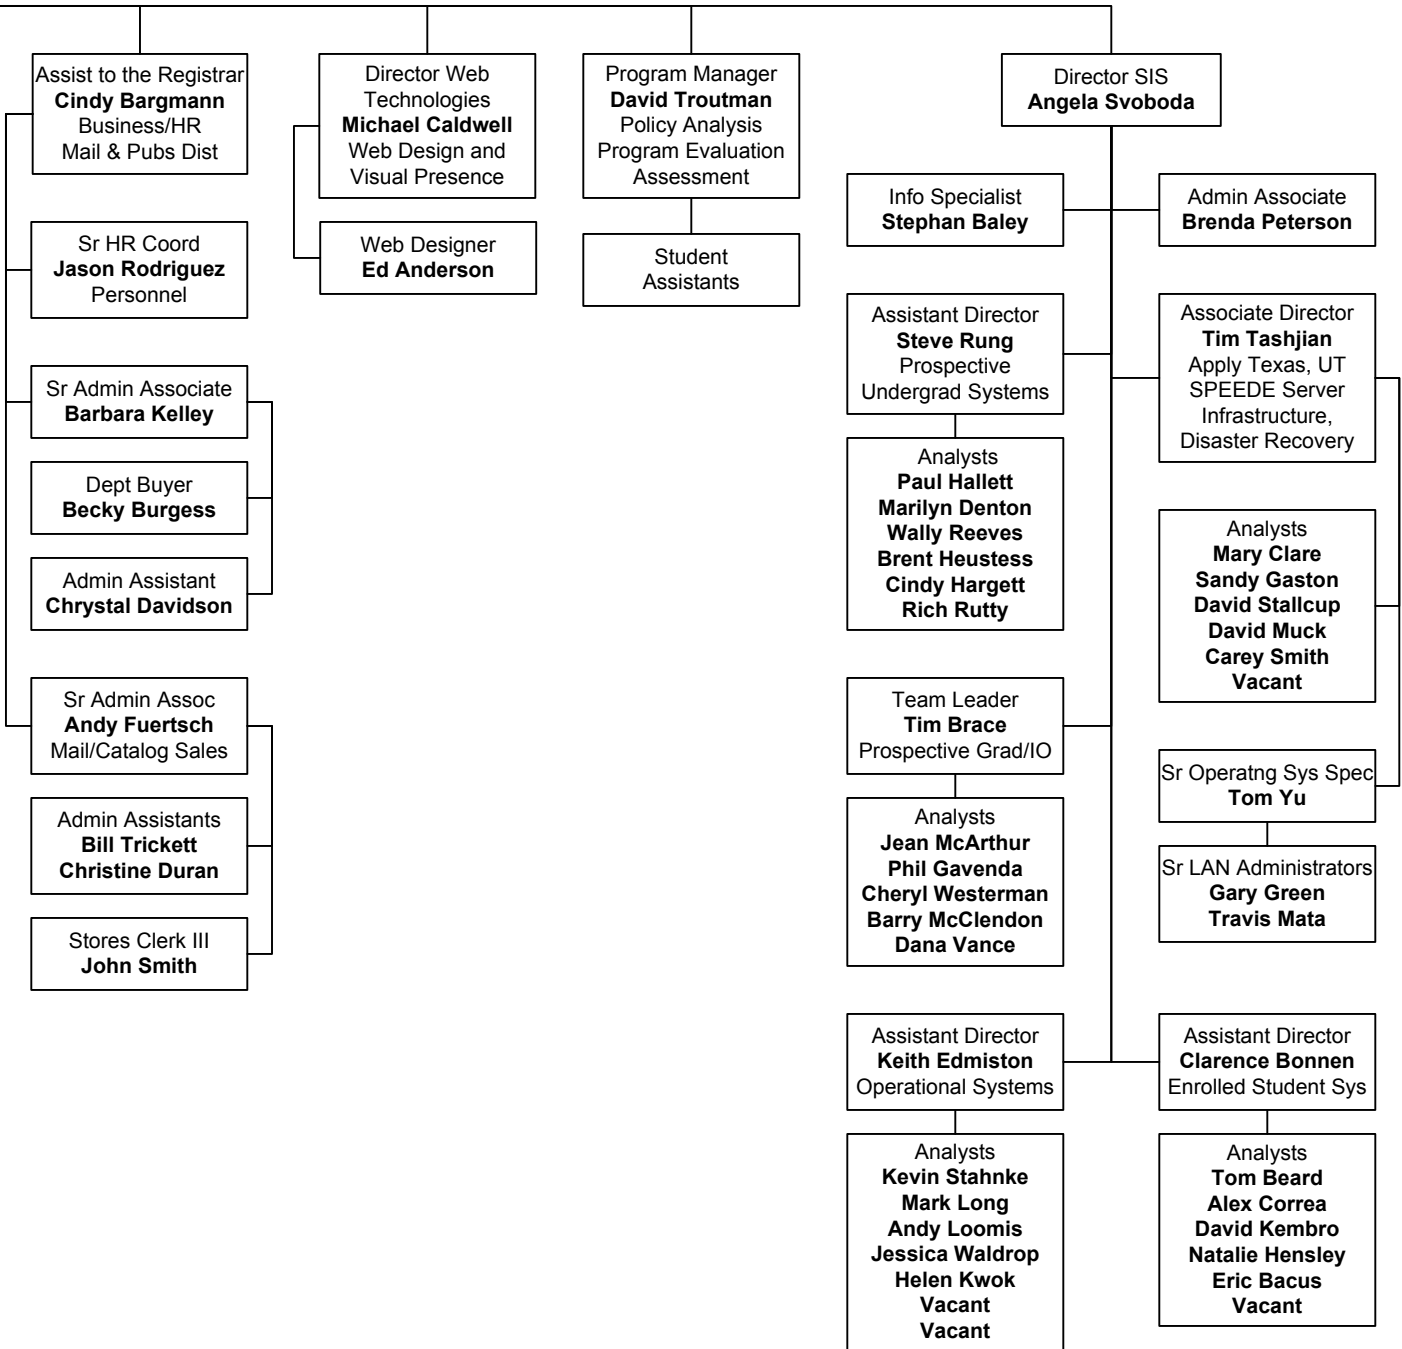 Assist to the Registrar
Cindy Bargmann
Business/HR
Mail & Pubs Dist
Sr HR Coord
Jason Rodriguez
Personnel
Sr Admin Associate
Barbara Kelley
Dept Buyer
Becky Burgess
Admin Assistant
Chrystal Davidson
Sr Admin Assoc
Andy Fuertsch
Mail/Catalog Sales
Admin Assistants
Bill Trickett
Christine Duran
Stores Clerk III
John Smith
Director Web
Technologies
Michael Caldwell
Web Design and
Visual Presence
Web Designer
Ed Anderson
Program Manager
David Troutman
Policy Analysis
Program Evaluation
Assessment
Student
Assistants
Director SIS
Angela Svoboda
Info Specialist
Stephan Baley
Admin Associate
Brenda Peterson
Assistant Director
Steve Rung
Prospective
Undergrad Systems
Analysts
Paul Hallett
Marilyn Denton
Wally Reeves
Brent Heustess
Cindy Hargett
Rich Rutty
Associate Director
Tim Tashjian
Apply Texas, UT
SPEEDE Server
Infrastructure,
Disaster Recovery
Analysts
Mary Clare
Sandy Gaston
David Stallcup
David Muck
Carey Smith
Vacant
Team Leader
Tim Brace
Prospective Grad/IO
Analysts
Jean McArthur
Phil Gavenda
Cheryl Westerman
Barry McClendon
Dana Vance
Sr Operatng Sys Spec
Tom Yu
Sr LAN Administrators
Gary Green
Travis Mata
Assistant Director
Keith Edmiston
Operational Systems
Analysts
Kevin Stahnke
Mark Long
Andy Loomis
Jessica Waldrop
Helen Kwok
Vacant
Vacant
Assistant Director
Clarence Bonnen
Enrolled Student Sys
Analysts
Tom Beard
Alex Correa
David Kembro
Natalie Hensley
Eric Bacus
Vacant